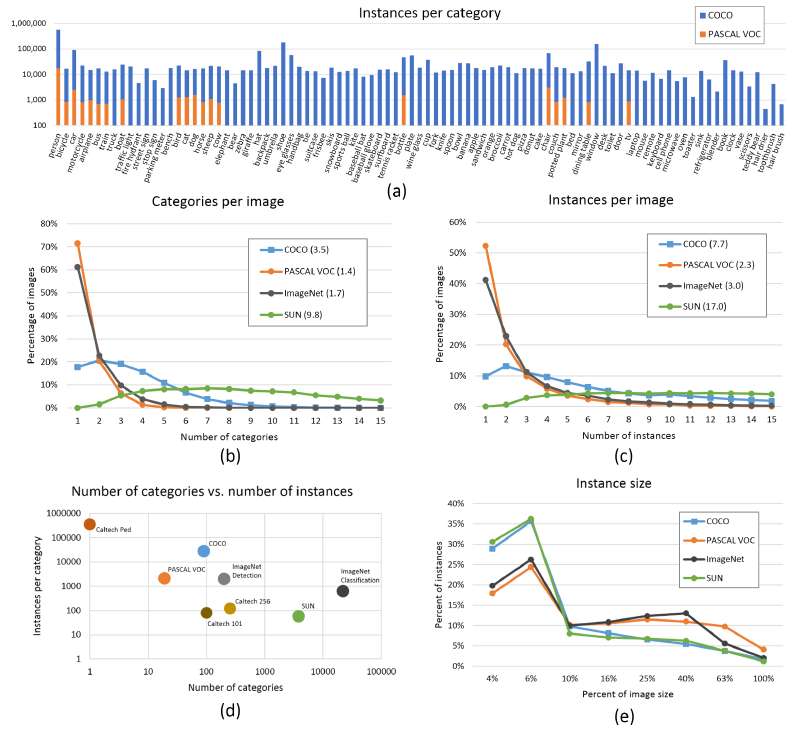 Instances per category
COCO
PASCAL VOC
1,000,000
100,000
10,000
1,000
100
person
bicycle
car
motorcycle
airplane
bus
train
truck
boat
traffic light
fire hydrant
street sign
stop sign
parking meter
bench
bird
cat
dog
horse
sheep
cow
elephant
bear
zebra
giraffe
hat
backpack
umbrella
shoe
eye glasses
handbag
tie
suitcase
frisbee
skis
snowboard
sports ball
kite
baseball bat
baseball glove
skateboard
surfboard
tennis racket
bottle
plate
wine glass
cup
fork
knife
spoon
bowl
banana
apple
sandwich
orange
broccoli
carrot
hot dog
pizza
donut
cake
chair
couch
potted plant
bed
mirror
dining table
window
desk
toilet
door
tv
laptop
mouse
remote
keyboard
cell phone
microwave
oven
toaster
sink
refrigerator
blender
book
clock
vase
scissors
teddy bear
hair drier
toothbrush
hair brush
(a)
Categories per image
80%
70%
60%
50%
40%
30%
20%
10%
0%
Percentage of images
COCO (3.5)
PASCAL VOC (1.4)
ImageNet (1.7)
SUN (9.8)
1 2 3 4 5 6 7 8 9 10 11 12 13 14 15
Number of categories
(b)
Instances per image
60%
50%
40%
30%
20%
10%
0%
Percentage of images
COCO (7.7)
PASCAL VOC (2.3)
ImageNet (3.0)
SUN (17.0)
1 2 3 4 5 6 7 8 9 10 11 12 13 14 15
Number of instances
(c)
Number of categories vs. number of instances
1000000
100000
10000
1000
100
10
1
Instances per category
Caltech Ped
COCO
PASCAL VOC
ImageNet
Detection
ImageNet
Classification
Caltech 256
Caltech 101
SUN
1 10 100 1000 10000 100000
Number of categories
(d)
Instance size
40%
35%
30%
25%
20%
15%
10%
5%
0%
Percent of instances
COCO
PASCAL VOC
ImageNet
SUN
4% 6% 10% 16% 25% 40% 63% 100%
Percent of image size
(e)